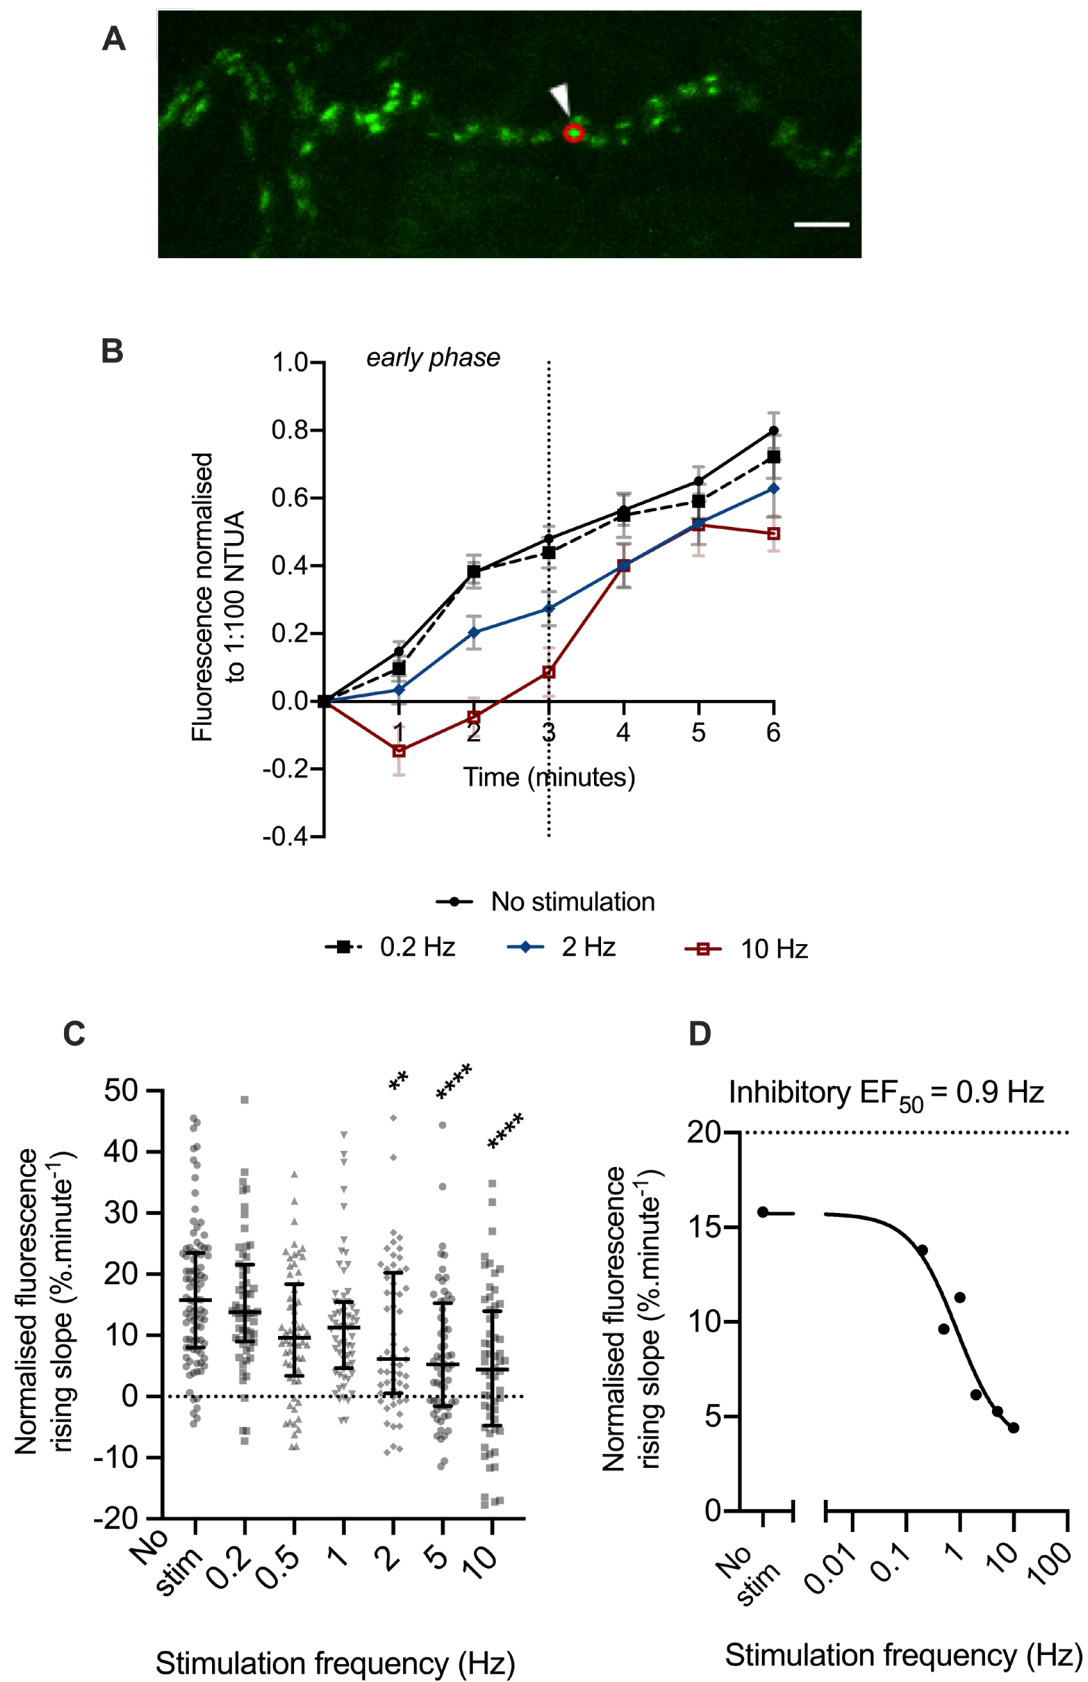 A
B
early phase
1.0
0.8
0.6
0.4
0.2
0.0
-0.2
-0.4
Fluorescence normalised
to 1:100 NTUA
1 2 3 4 5 6
Time (minutes)
No stimulation
0.2 Hz 2 Hz 10 Hz
C
50
40
30
20
10
0
-10
-20
Normalised fluorescence
rising slope (%.minute-1)
** **** ****
No
stim 0.2 0.5 1 2 5 10
Stimulation frequency (Hz)
D
Inhibitory EF50 = 0.9 Hz
20
15
10
5
0
Normalised fluorescence
rising slope (%.minute-1)
No
stim 0.01 0.1 1 10 100
Stimulation frequency (Hz)